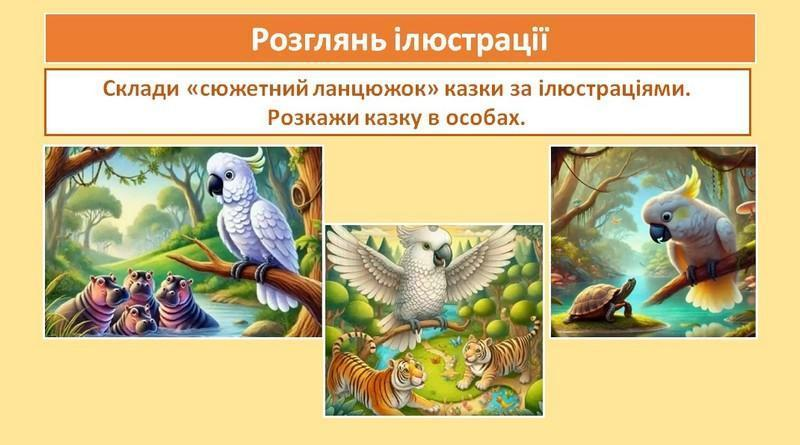 Розглянь ілюстрації
Склади «сюжетний ланцюжок» казки за ілюстраціями.
Розкажи казку в особах.